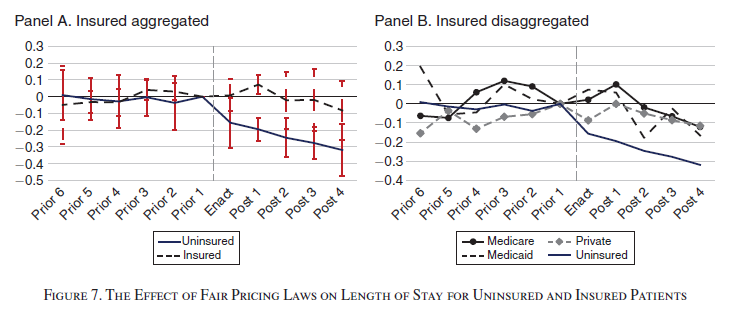 Panel A. Insured aggregated
0.3
0.2
0.1
0
−0.1
−0.2
−0.3
−0.4
−0.5
Prior 6
Prior 5
Prior 4
Prior 3
Prior 2
Prior 1
Enact
Post 1
Post 2
Post 3
Post 4
Uninsured
Insured
Panel B. Insured disaggregated
0.3
0.2
0.1
0
−0.1
−0.2
−0.3
−0.4
Prior 6
Prior 5
Prior 4
Prior 3
Prior 2
Prior 1
Enact
Post 1
Post 2
Post 3
Post 4
Medicare
Private
Medicaid
Uninsured
Figure 7. The Effect of Fair Pricing Laws on Length of Stay for Uninsured and Insured Patients